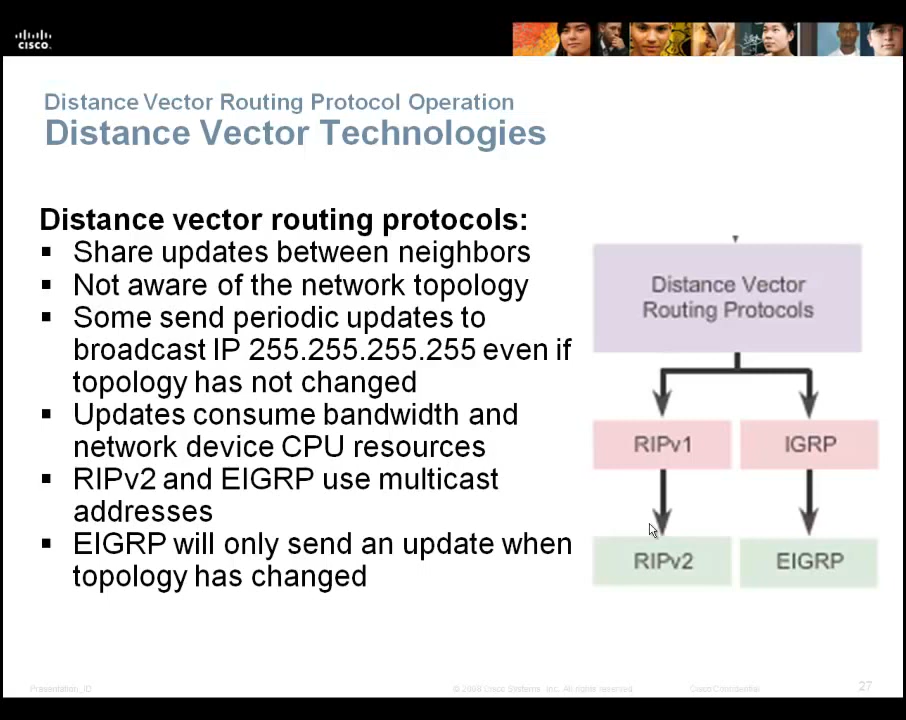 CISCO.
Distance Vector Routing Protocol Operation
Distance Vector Technologies
Distance vector routing protocols:
▪ Share updates between neighbors
▪ Not aware of the network topology
▪ Some send periodic updates to
broadcast IP 255.255.255.255 even if
topology has not changed
▪ Updates consume bandwidth and
network device CPU resources
▪ RIPv2 and EIGRP use multicast
addresses
▪ EIGRP will only send an update when
topology has changed
Distance Vector
Routing Protocols
RIPv1
IGRP
RIPv2
EIGRP
Presentation_ID
© 2008 Cisco Systems, Inc. All rights reserved.
Cisco Confidential
27